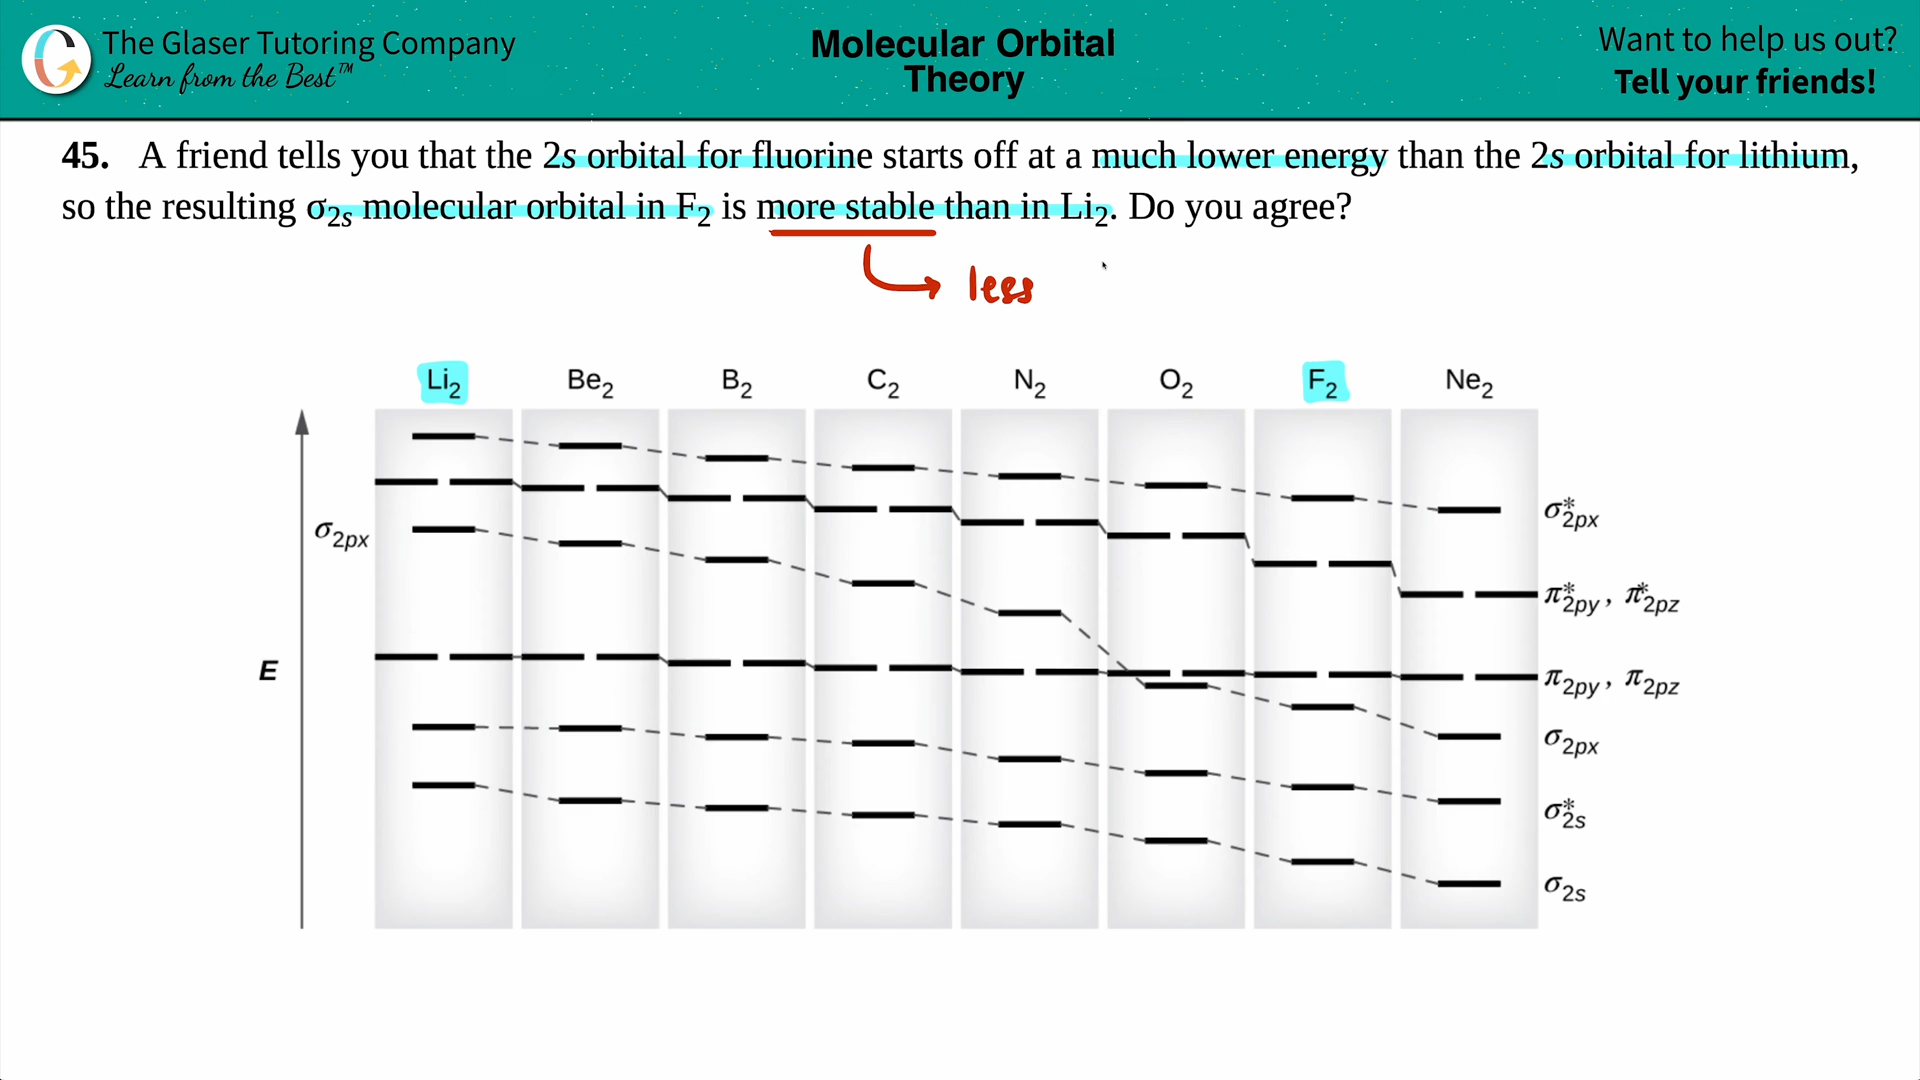 The Glaser Tutoring Company
Learn from the Best™
Molecular Orbital
Theory
Want to help us out?
Tell your friends!
45. A friend tells you that the 2s orbital for fluorine starts off at a much lower energy than the 2s orbital for lithium,
so the resulting σ2s molecular orbital in F2 is more stable than in Li2. Do you agree?
less
Li2 Be2 B2 C2 N2 O2 F2 Ne2
σ*2px
σ2px
π*2py, π*2pz
E
π2py, π2pz
σ2px
σ*2s
σ2s